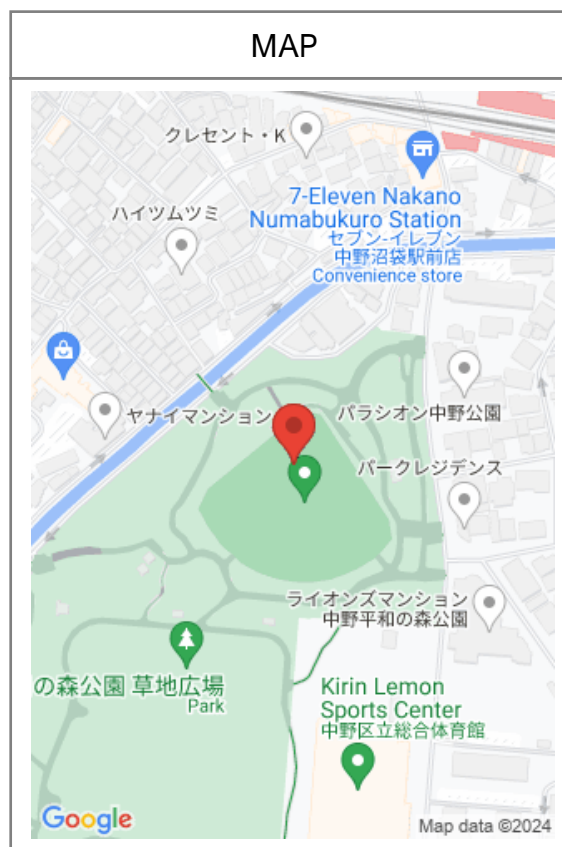 MAP
クレセント・K
7-Eleven Nakano
Numabukuro Station
セブン-イレブン
中野沼袋駅前店
Convenience store
ハイツムツミ
ヤナイマンション
パラシオン中野公園
パークレジデンス
ライオンズマンション
中野平和の森公園
の森公園 草地広場
Park
Kirin Lemon
Sports Center
中野区立総合体育館
Google
Map data ©2024